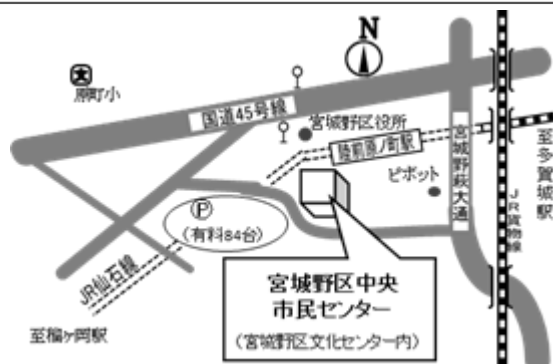 N
原町小
国道45号線
宮城野区役所
陸前原ノ町駅
ピボット
宮城野萩大通
至多賀城駅
JR貨物線
P
(有料84台)
JR仙石線
至榴ヶ岡駅
宮城野区中央
市民センター
(宮城野区文化センター内)